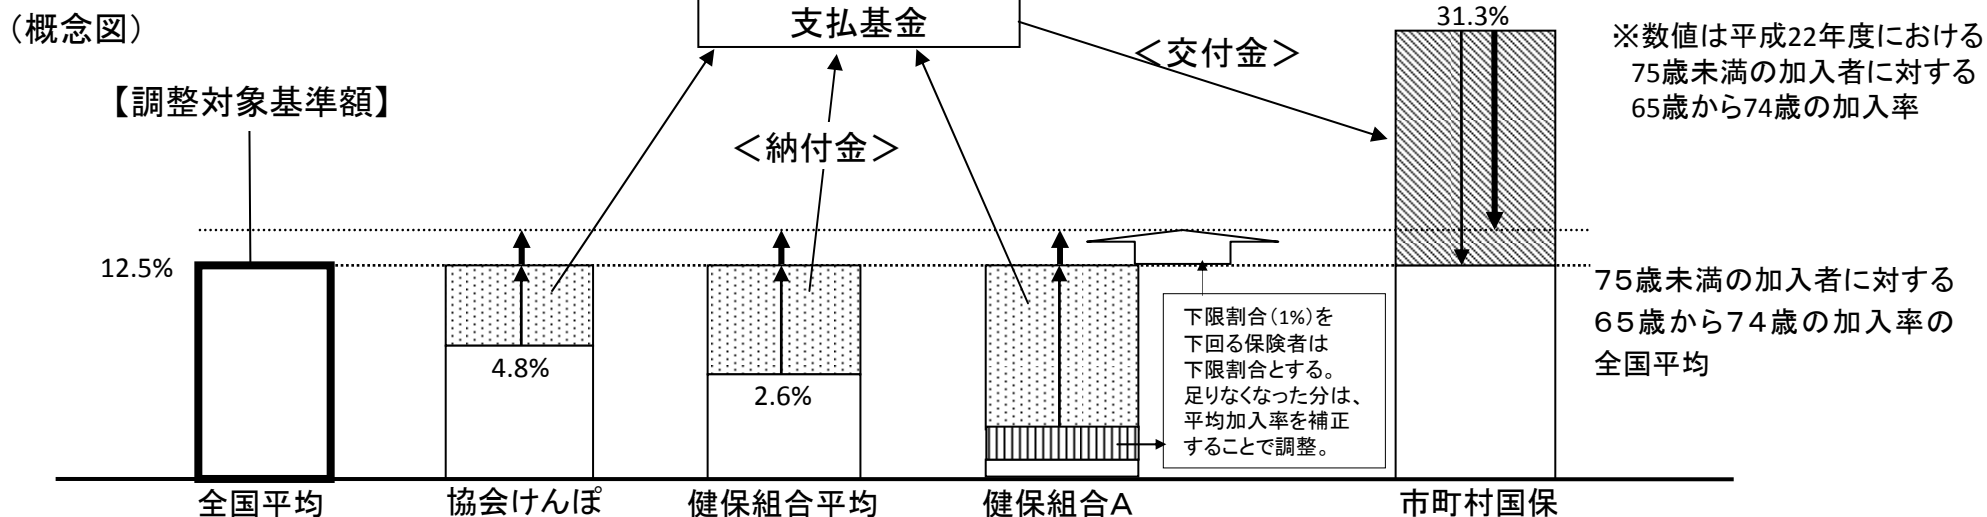 （概念図）
支払基金
31.3%
＜交付金＞
※数値は平成22年度における
75歳未満の加入者に対する
65歳から74歳の加入率
【調整対象基準額】
＜納付金＞
12.5%
4.8%
2.6%
下限割合（1%）を
下回る保険者は
下限割合とする。
足りなくなった分は、
平均加入率を補正
することで調整。
７５歳未満の加入者に対する
６５歳から７４歳の加入率の
全国平均
全国平均
協会けんぽ
健保組合平均
健保組合Ａ
市町村国保